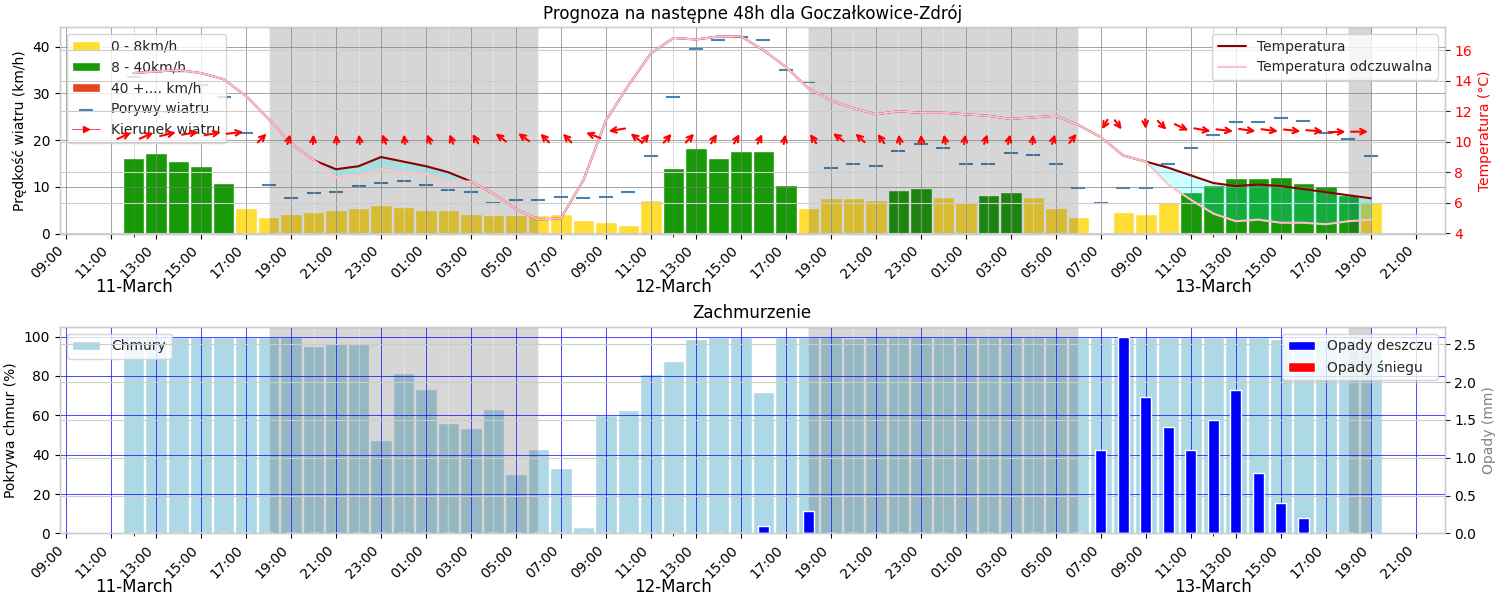 Prognoza na następne 48h dla Goczałkowice-Zdrój
Prędkość wiatru (km/h)
0
10
20
30
40
0 - 8km/h
8 - 40km/h
40 +.... km/h
Porywy wiatru
Kierunek wiatru
Temperatura
Temperatura odczuwalna
Temperatura (°C)
4
6
8
10
12
14
16
09:00 11:00 13:00 15:00 17:00 19:00 21:00 23:00 01:00 03:00 05:00 07:00 09:00 11:00 13:00 15:00 17:00 19:00 21:00 23:00 01:00 03:00 05:00 07:00 09:00 11:00 13:00 15:00 17:00 19:00 21:00
11-March 12-March 13-March
Zachmurzenie
Pokrywa chmur (%)
0
20
40
60
80
100
Chmury
Opady deszczu
Opady śniegu
Opady (mm)
0.0
0.5
1.0
1.5
2.0
2.5
09:00 11:00 13:00 15:00 17:00 19:00 21:00 23:00 01:00 03:00 05:00 07:00 09:00 11:00 13:00 15:00 17:00 19:00 21:00 23:00 01:00 03:00 05:00 07:00 09:00 11:00 13:00 15:00 17:00 19:00 21:00
11-March 12-March 13-March